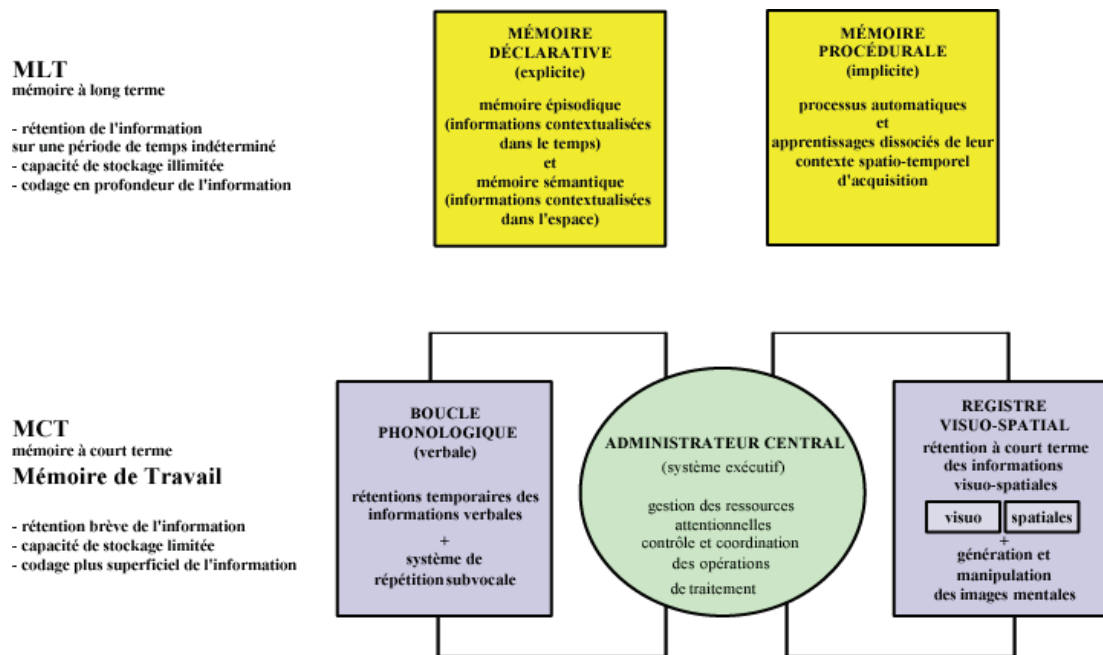 MLT
mémoire à long terme
- rétention de l'information
sur une période de temps indéterminé
- capacité de stockage illimitée
- codage en profondeur de l'information
MÉMOIRE
DÉCLARATIVE
(explicite)
mémoire épisodique
(informations contextualisées
dans le temps)
et
mémoire sémantique
(informations contextualisées
dans l'espace)
MÉMOIRE
PROCÉDURALE
(implicite)
processus automatiques
et
apprentissages dissociés de leur
contexte spatio-temporel
d'acquisition
MCT
mémoire à court terme
Mémoire de Travail
- rétention brève de l'information
- capacité de stockage limitée
- codage plus superficiel de l'information
BOUCLE
PHONOLOGIQUE
(verbale)
rétentions temporaires des
informations verbales
+
système de
répétition subvocale
ADMINISTRATEUR CENTRAL
(système exécutif)
gestion des ressources
attentionnelles
contrôle et coordination
des opérations
de traitement
REGISTRE
VISUO-SPATIAL
rétention à court terme
des informations
visuo-spatiales
visuo spatiales
+
génération et
manipulation
des images mentales